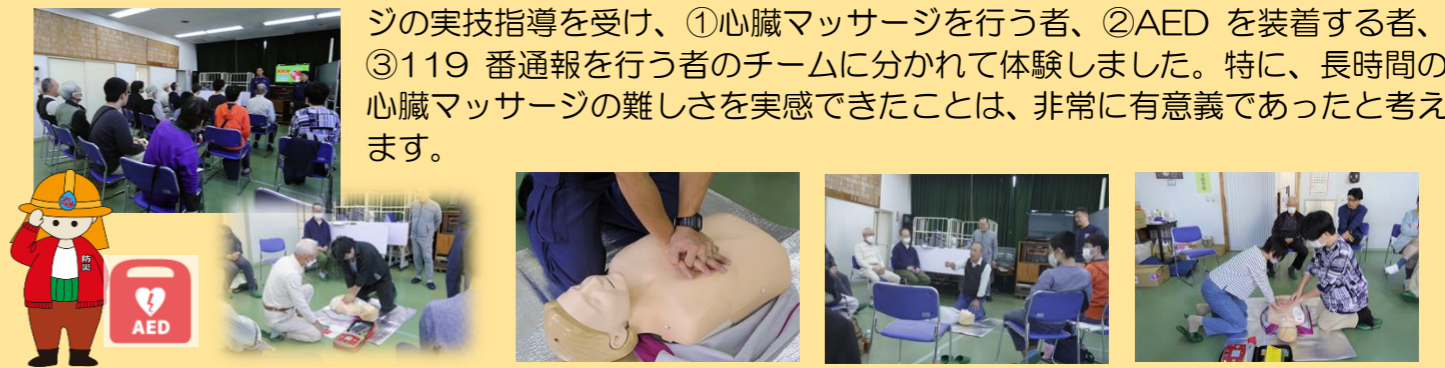 ジの実技指導を受け、①心臓マッサージを行う者、②AED を装着する者、
③119 番通報を行う者のチームに分かれて体験しました。特に、長時間の
心臓マッサージの難しさを実感できたことは、非常に有意義であったと考え
ます。
防災
AED